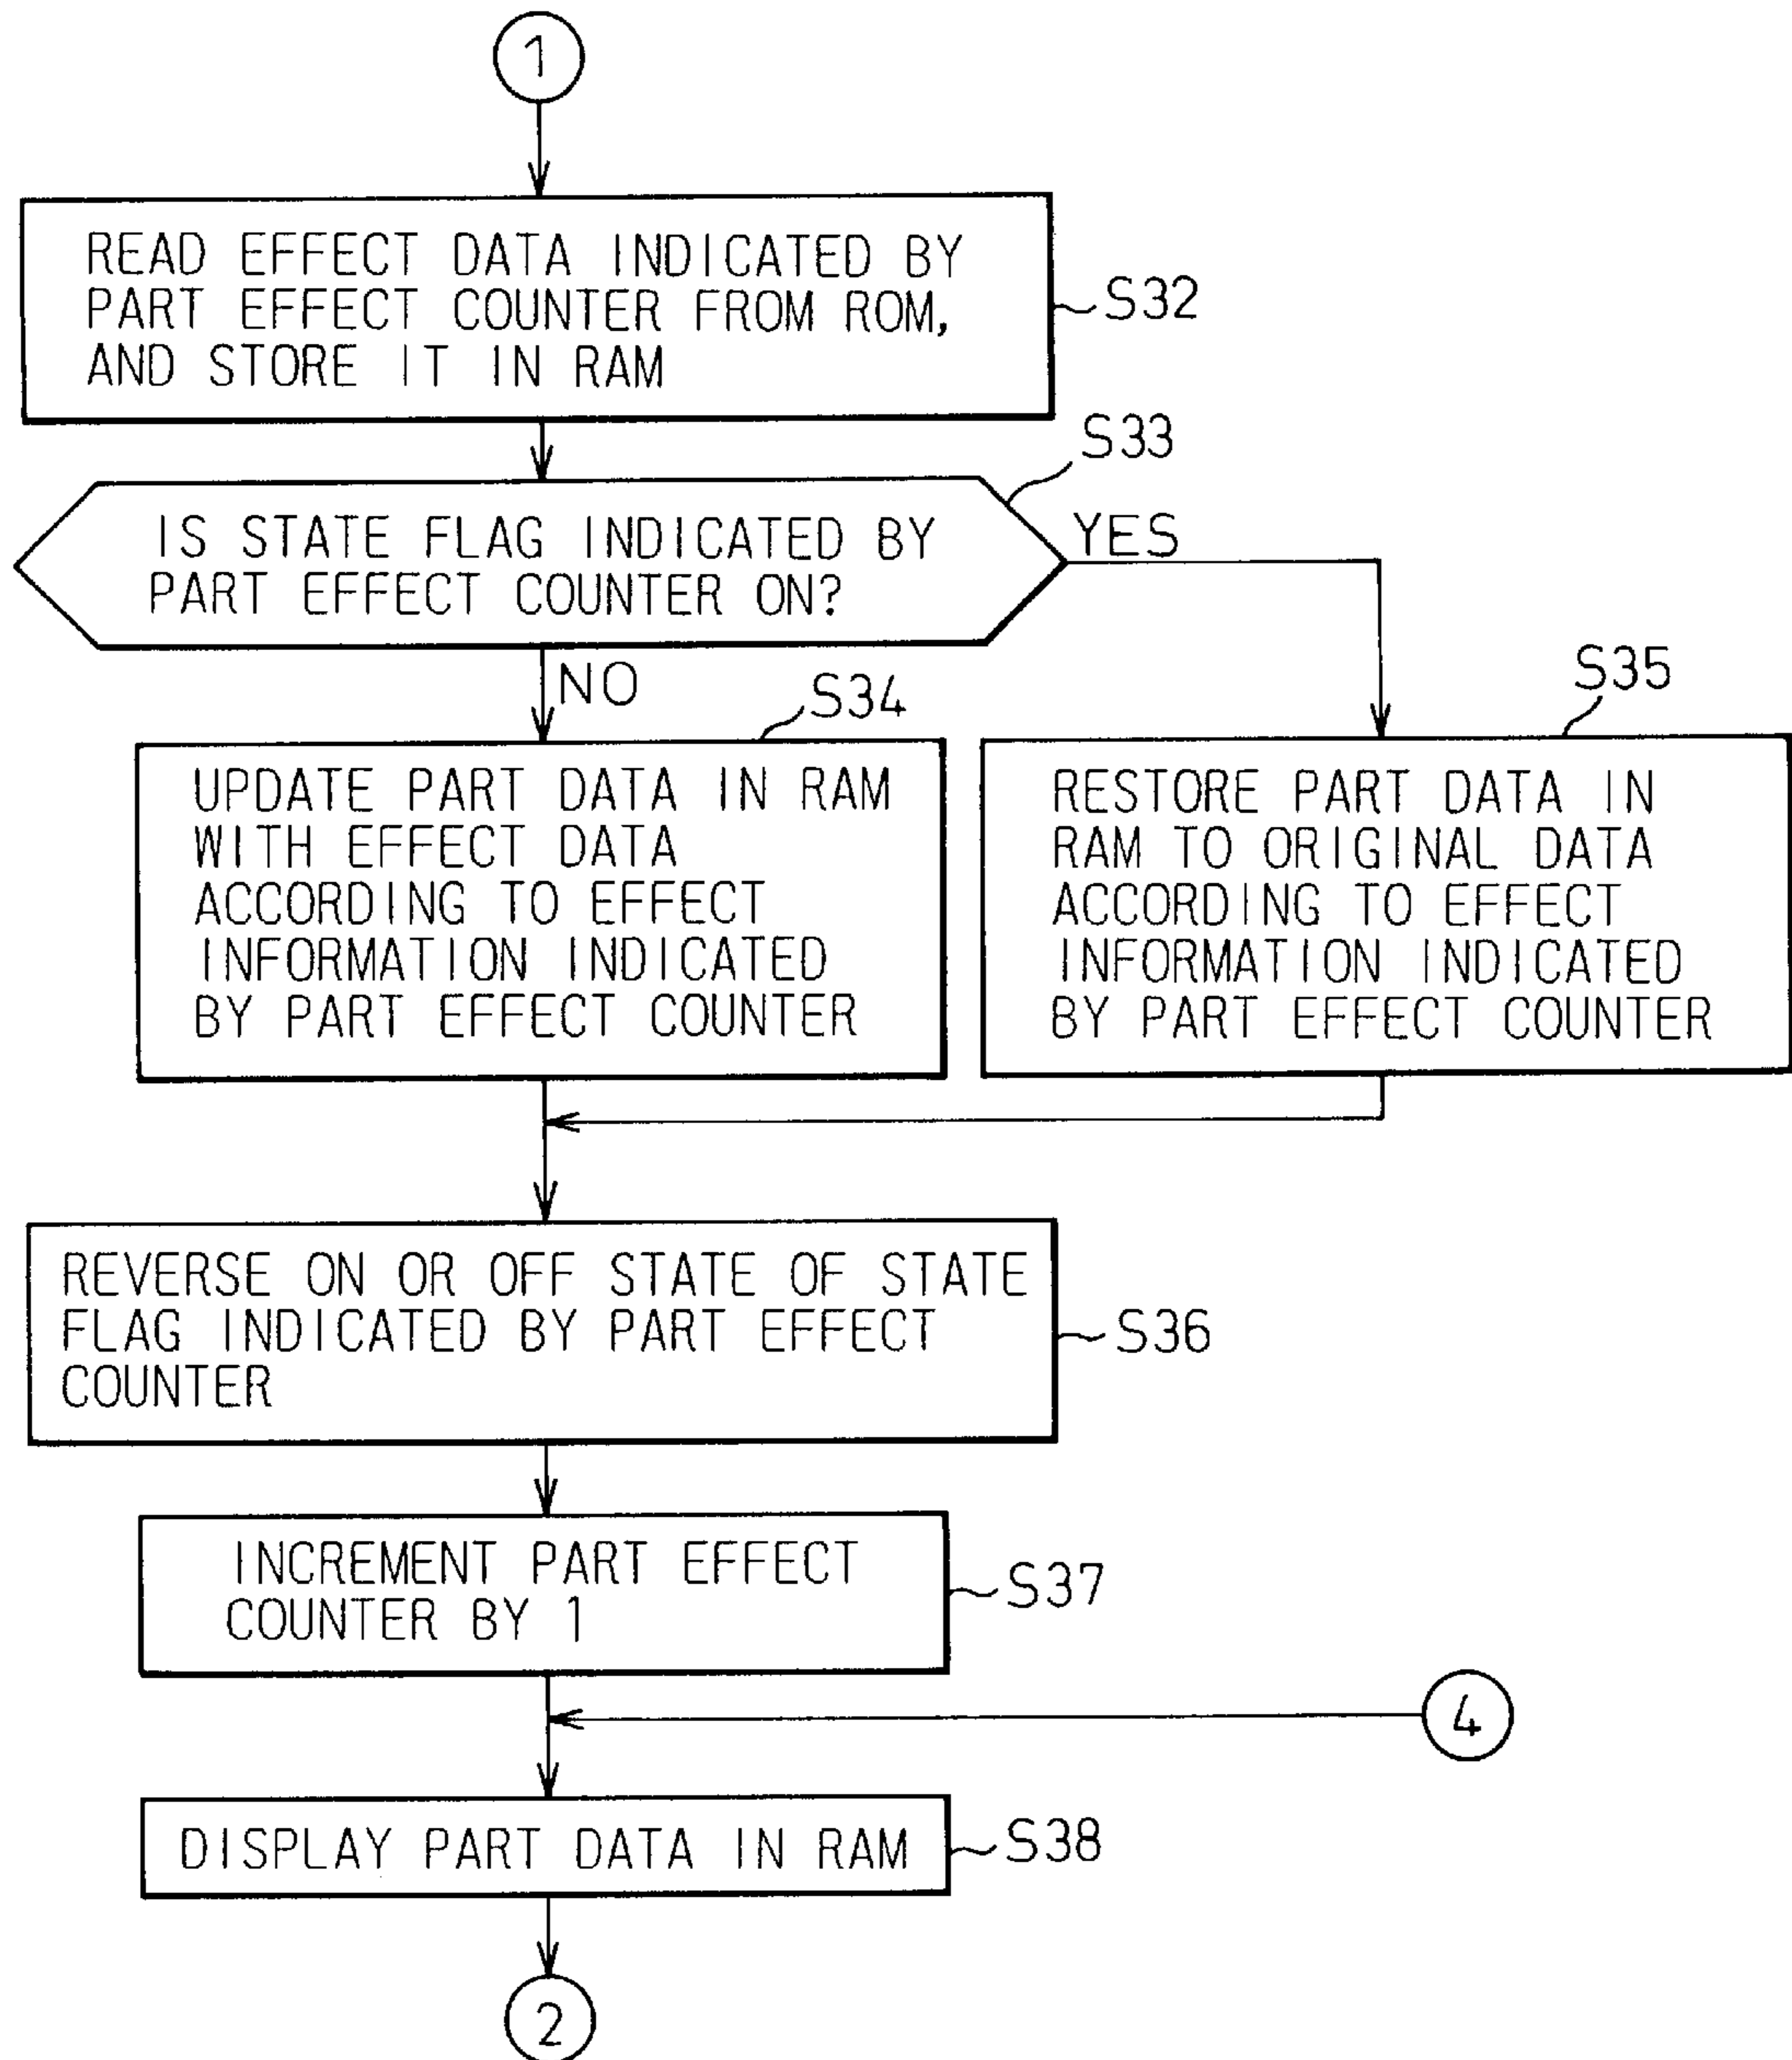 1
READ EFFECT DATA INDICATED BY
PART EFFECT COUNTER FROM ROM,
AND STORE IT IN RAM
S32
S33
IS STATE FLAG INDICATED BY
PART EFFECT COUNTER ON?
YES
NO
S34
UPDATE PART DATA IN RAM
WITH EFFECT DATA
ACCORDING TO EFFECT
INFORMATION INDICATED
BY PART EFFECT COUNTER
S35
RESTORE PART DATA IN
RAM TO ORIGINAL DATA
ACCORDING TO EFFECT
INFORMATION INDICATED
BY PART EFFECT COUNTER
REVERSE ON OR OFF STATE OF STATE
FLAG INDICATED BY PART EFFECT
COUNTER
S36
INCREMENT PART EFFECT
COUNTER BY 1
S37
4
DISPLAY PART DATA IN RAM
S38
2